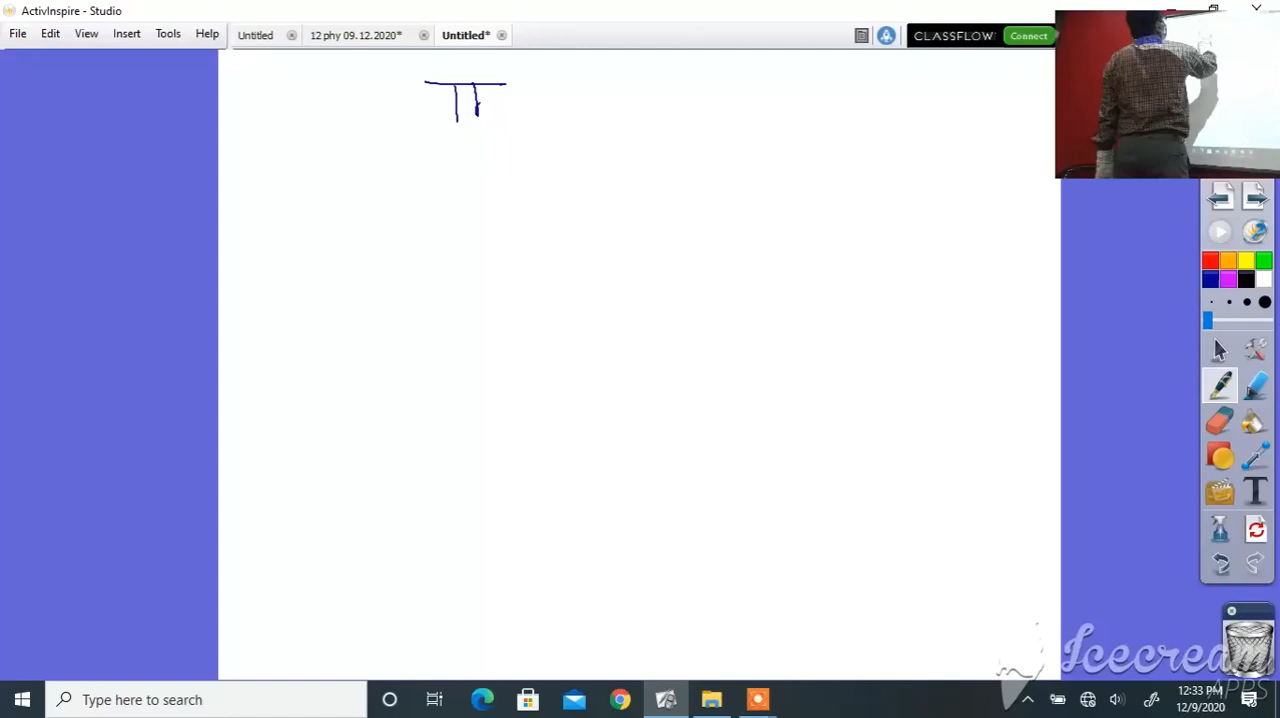 ActivInspire - Studio
File Edit View Insert Tools Help
Untitled 12 phy 09.12.2020* Untitled*
CLASSFLOW Connect
T
Icecream
APPS
Type here to search
12:33 PM
12/9/2020